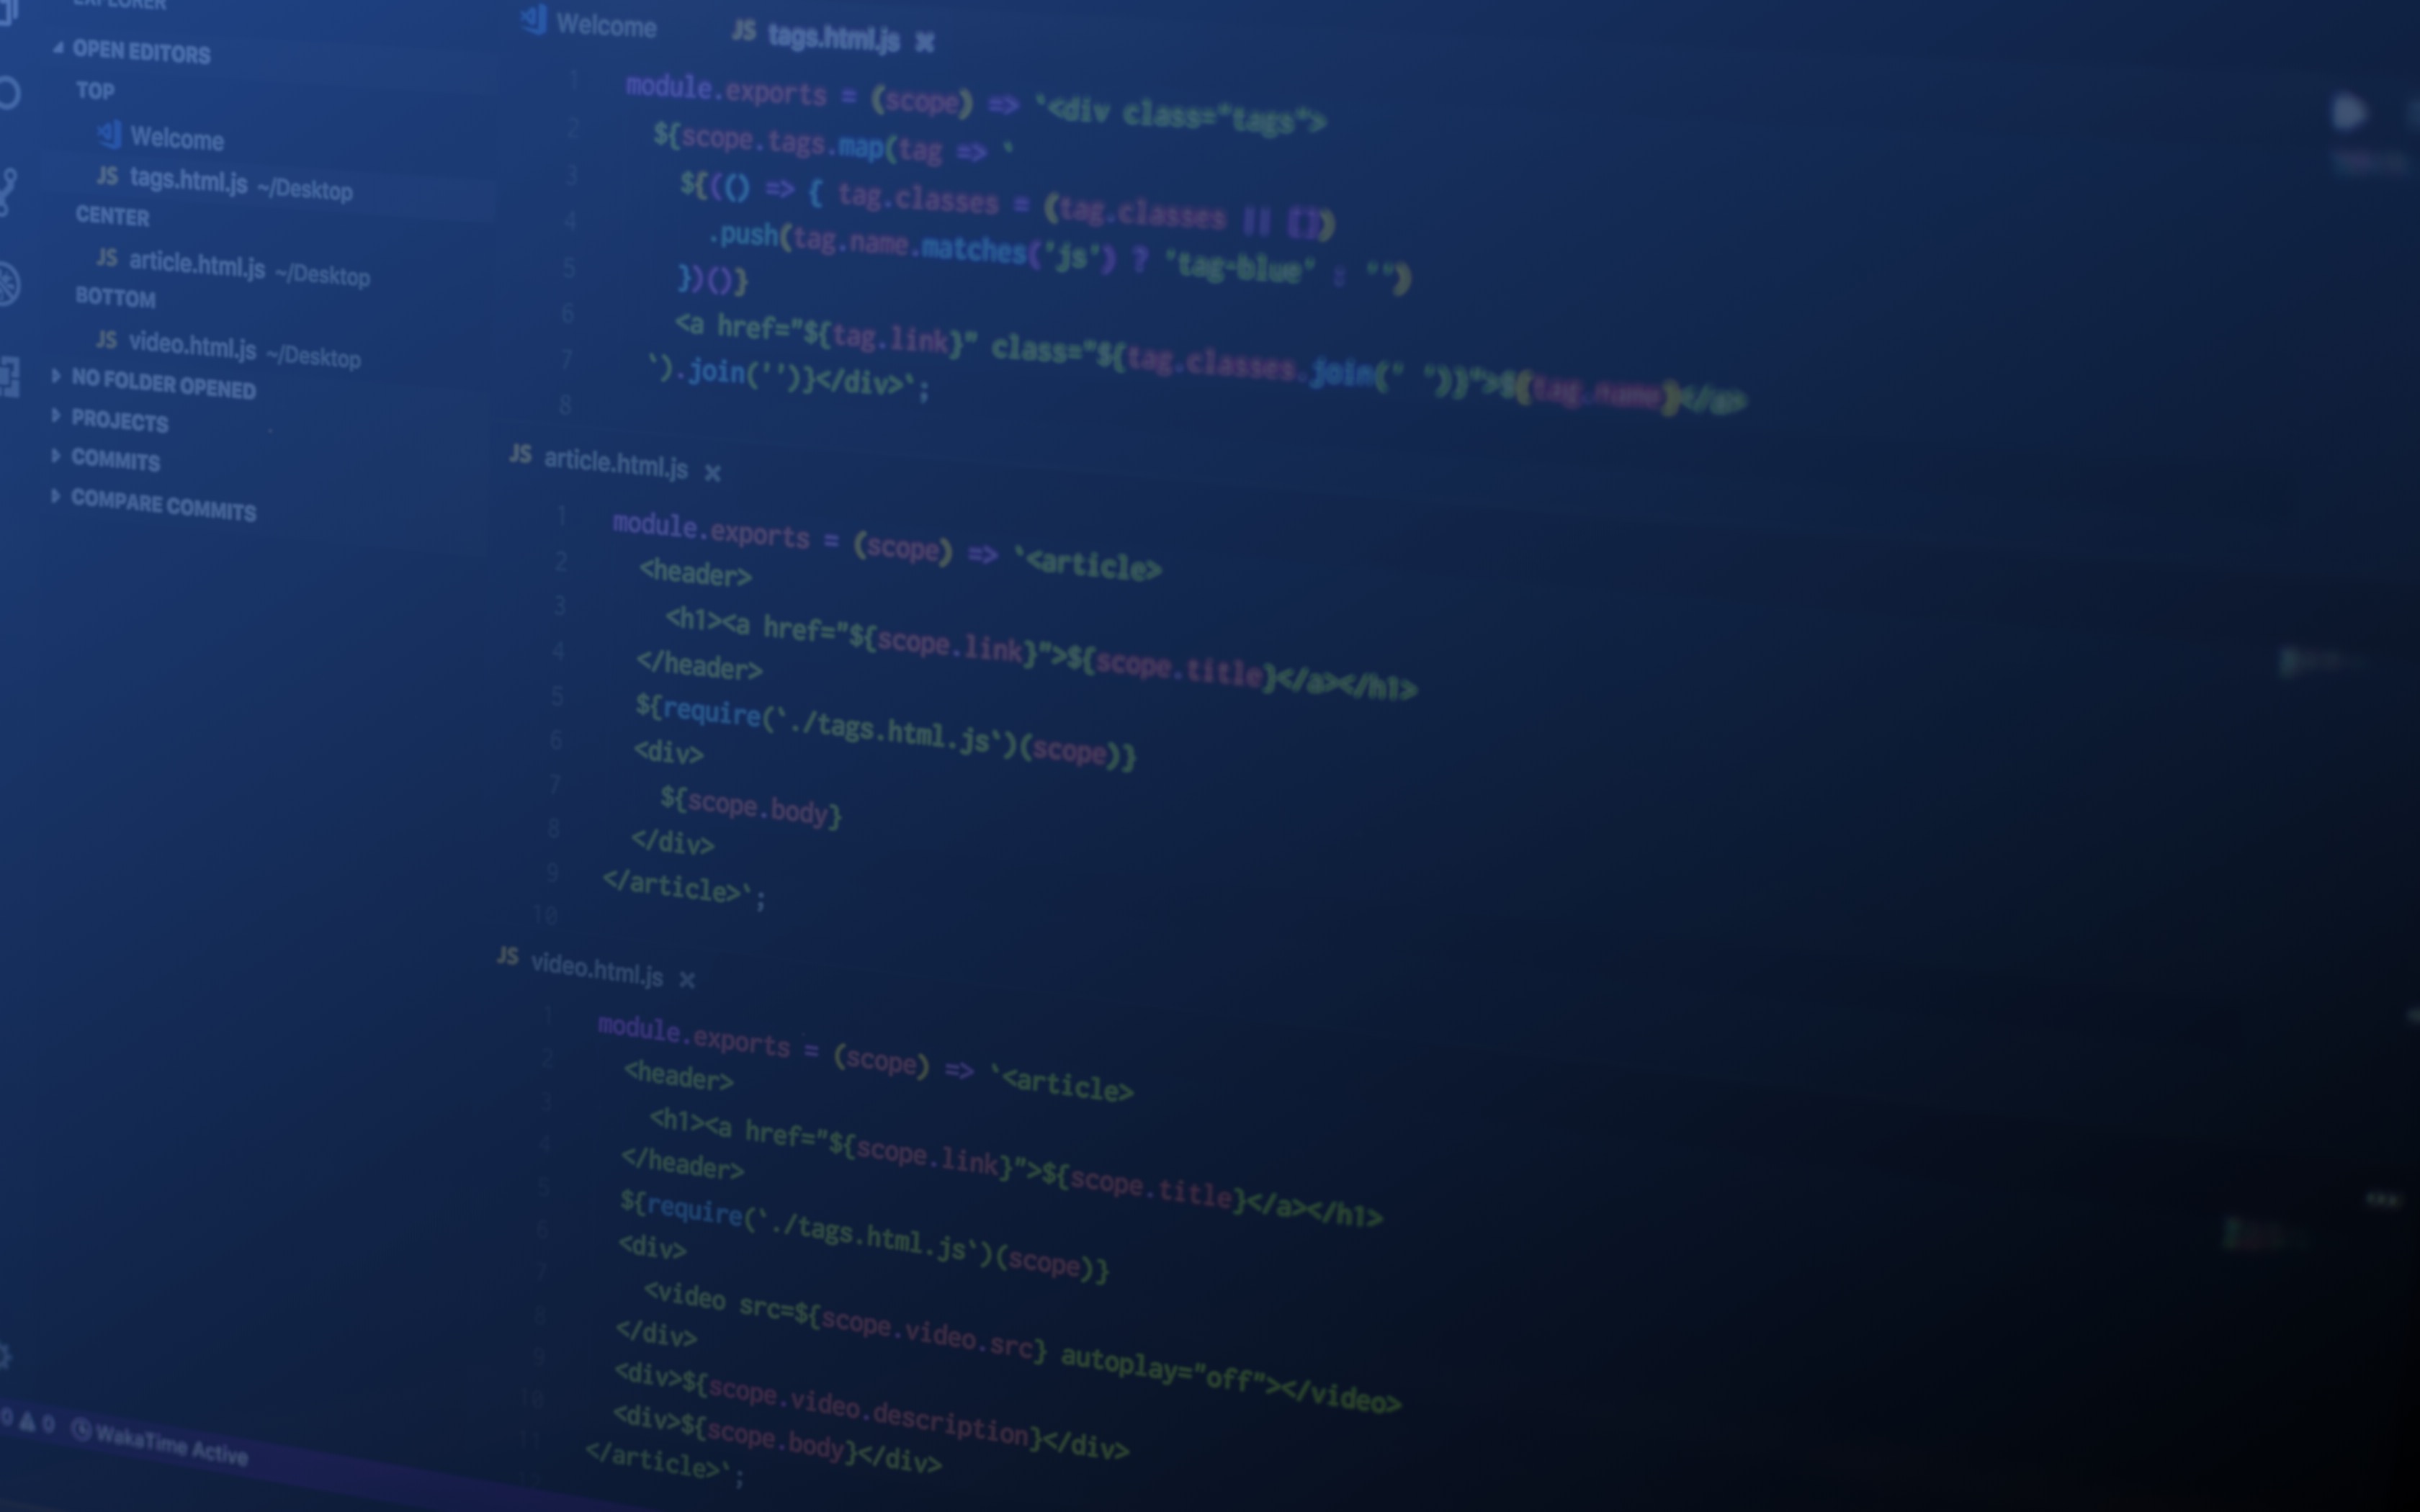 EXPLORER
OPEN EDITORS
TOP
Welcome
JS tags.html.js ~/Desktop
CENTER
JS article.html.js ~/Desktop
BOTTOM
JS video.html.js ~/Desktop
NO FOLDER OPENED
PROJECTS
COMMITS
COMPARE COMMITS
0 0 WakaTime Active
Welcome JS tags.html.js
1 module.exports = (scope) => `<div class="tags">
2 ${scope.tags.map(tag => `
3 ${(() => { tag.classes = (tag.classes || [])
4 .push(tag.name.matches('js') ? 'tag-blue' : '')
5 })()}
6 <a href="${tag.link}" class="${tag.classes.join(' ')}">${tag.name}</a>
7 `).join('')}</div>`;
8
JS article.html.js
1 module.exports = (scope) => `<article>
2 <header>
3 <h1><a href="${scope.link}">${scope.title}</a></h1>
4 </header>
5 ${require(`./tags.html.js`)(scope)}
6 <div>
7 ${scope.body}
8 </div>
9 </article>`;
10
JS video.html.js
1 module.exports = (scope) => `<article>
2 <header>
3 <h1><a href="${scope.link}">${scope.title}</a></h1>
4 </header>
5 ${require(`./tags.html.js`)(scope)}
6 <div>
7 <video src=${scope.video.src} autoplay="off"></video>
8 </div>
9 <div>${scope.video.description}</div>
10 <div>${scope.body}</div>
11 </article>`;